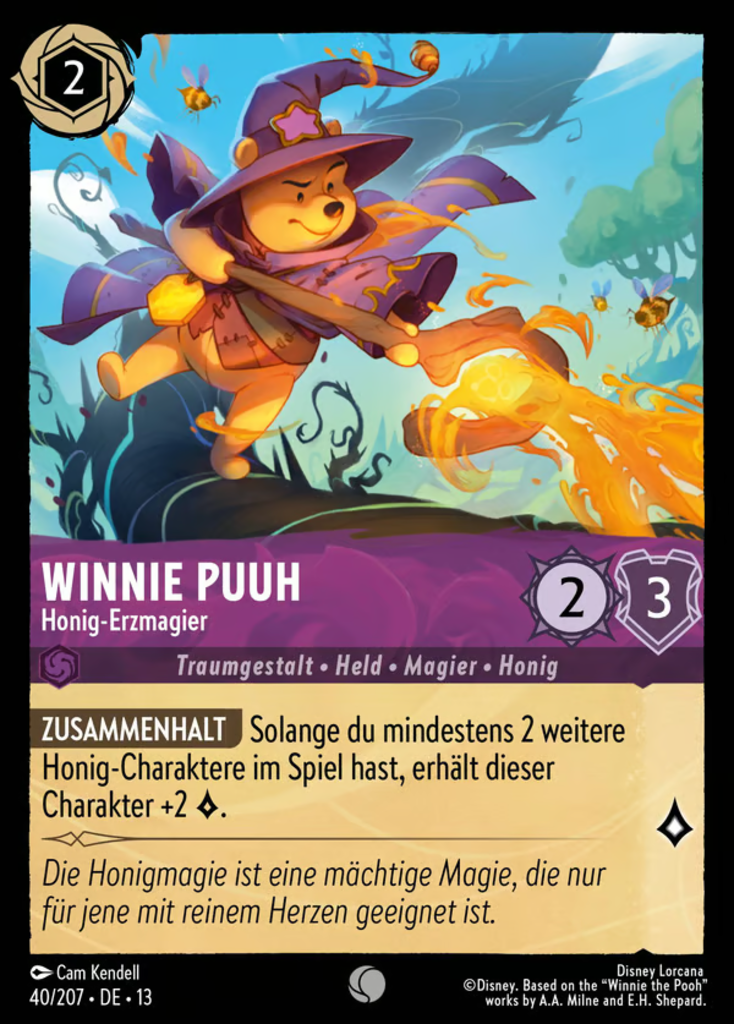 2
WINNIE PUUH
Honig-Erzmagier
2
3
Traumgestalt • Held • Magier • Honig
ZUSAMMENHALT Solange du mindestens 2 weitere
Honig-Charaktere im Spiel hast, erhält dieser
Charakter +2 .
Die Honigmagie ist eine mächtige Magie, die nur
für jene mit reinem Herzen geeignet ist.
Cam Kendell
40/207 • DE • 13
Disney Lorcana
©Disney. Based on the “Winnie the Pooh”
works by A.A. Milne and E.H. Shepard.